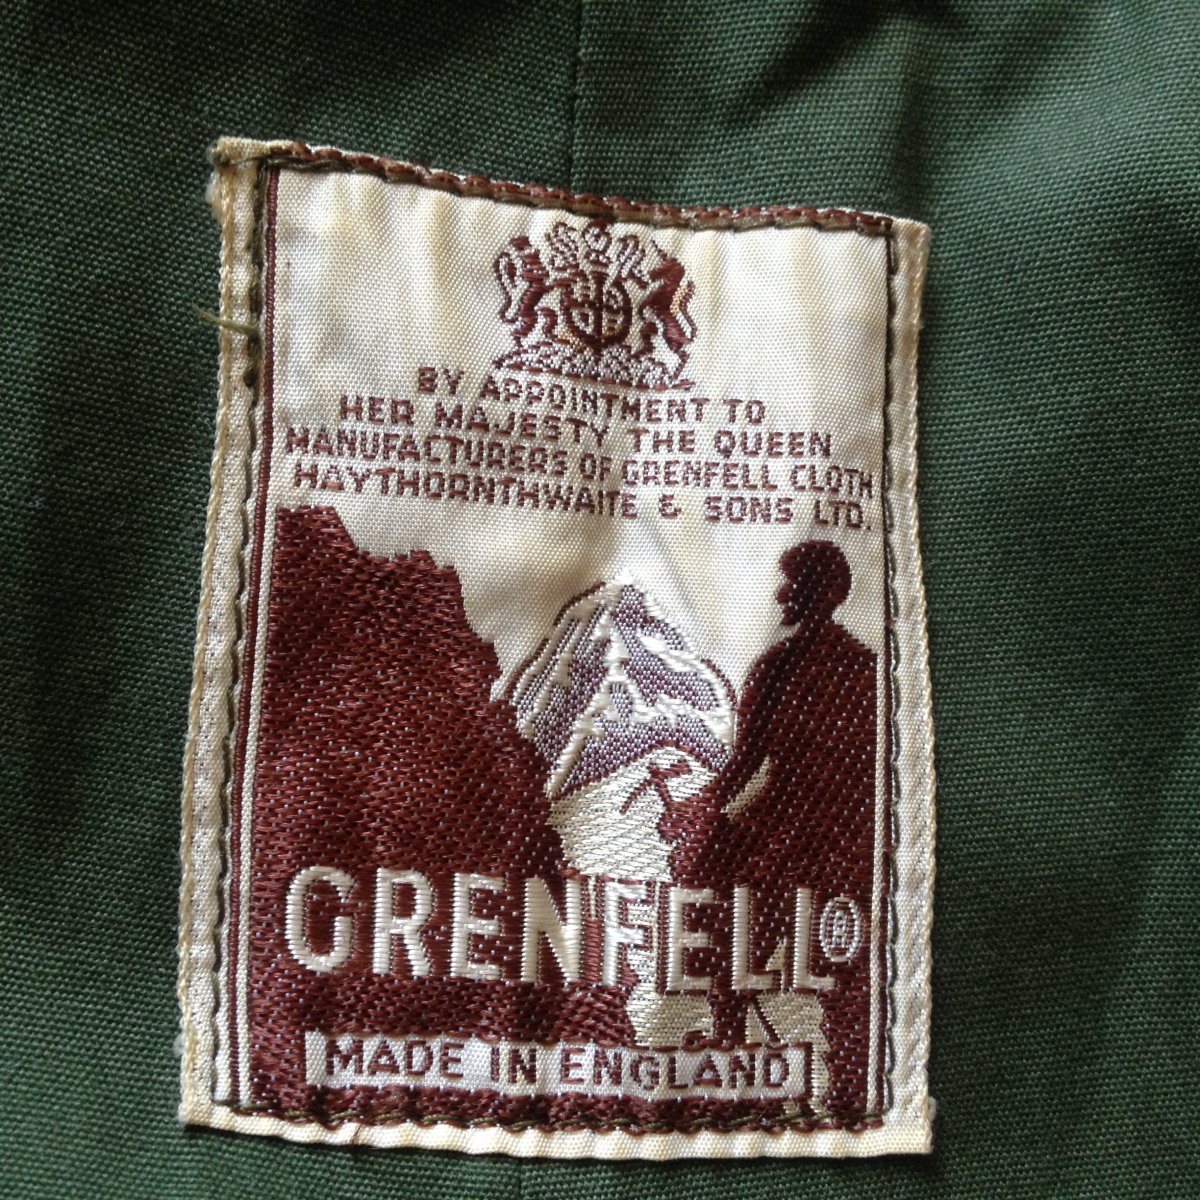 BY APPOINTMENT TO
HER MAJESTY THE QUEEN
MANUFACTURERS OF GRENFELL CLOTH
HAYTHORNTHWAITE & SONS LTD.
GRENFELL®
MADE IN ENGLAND